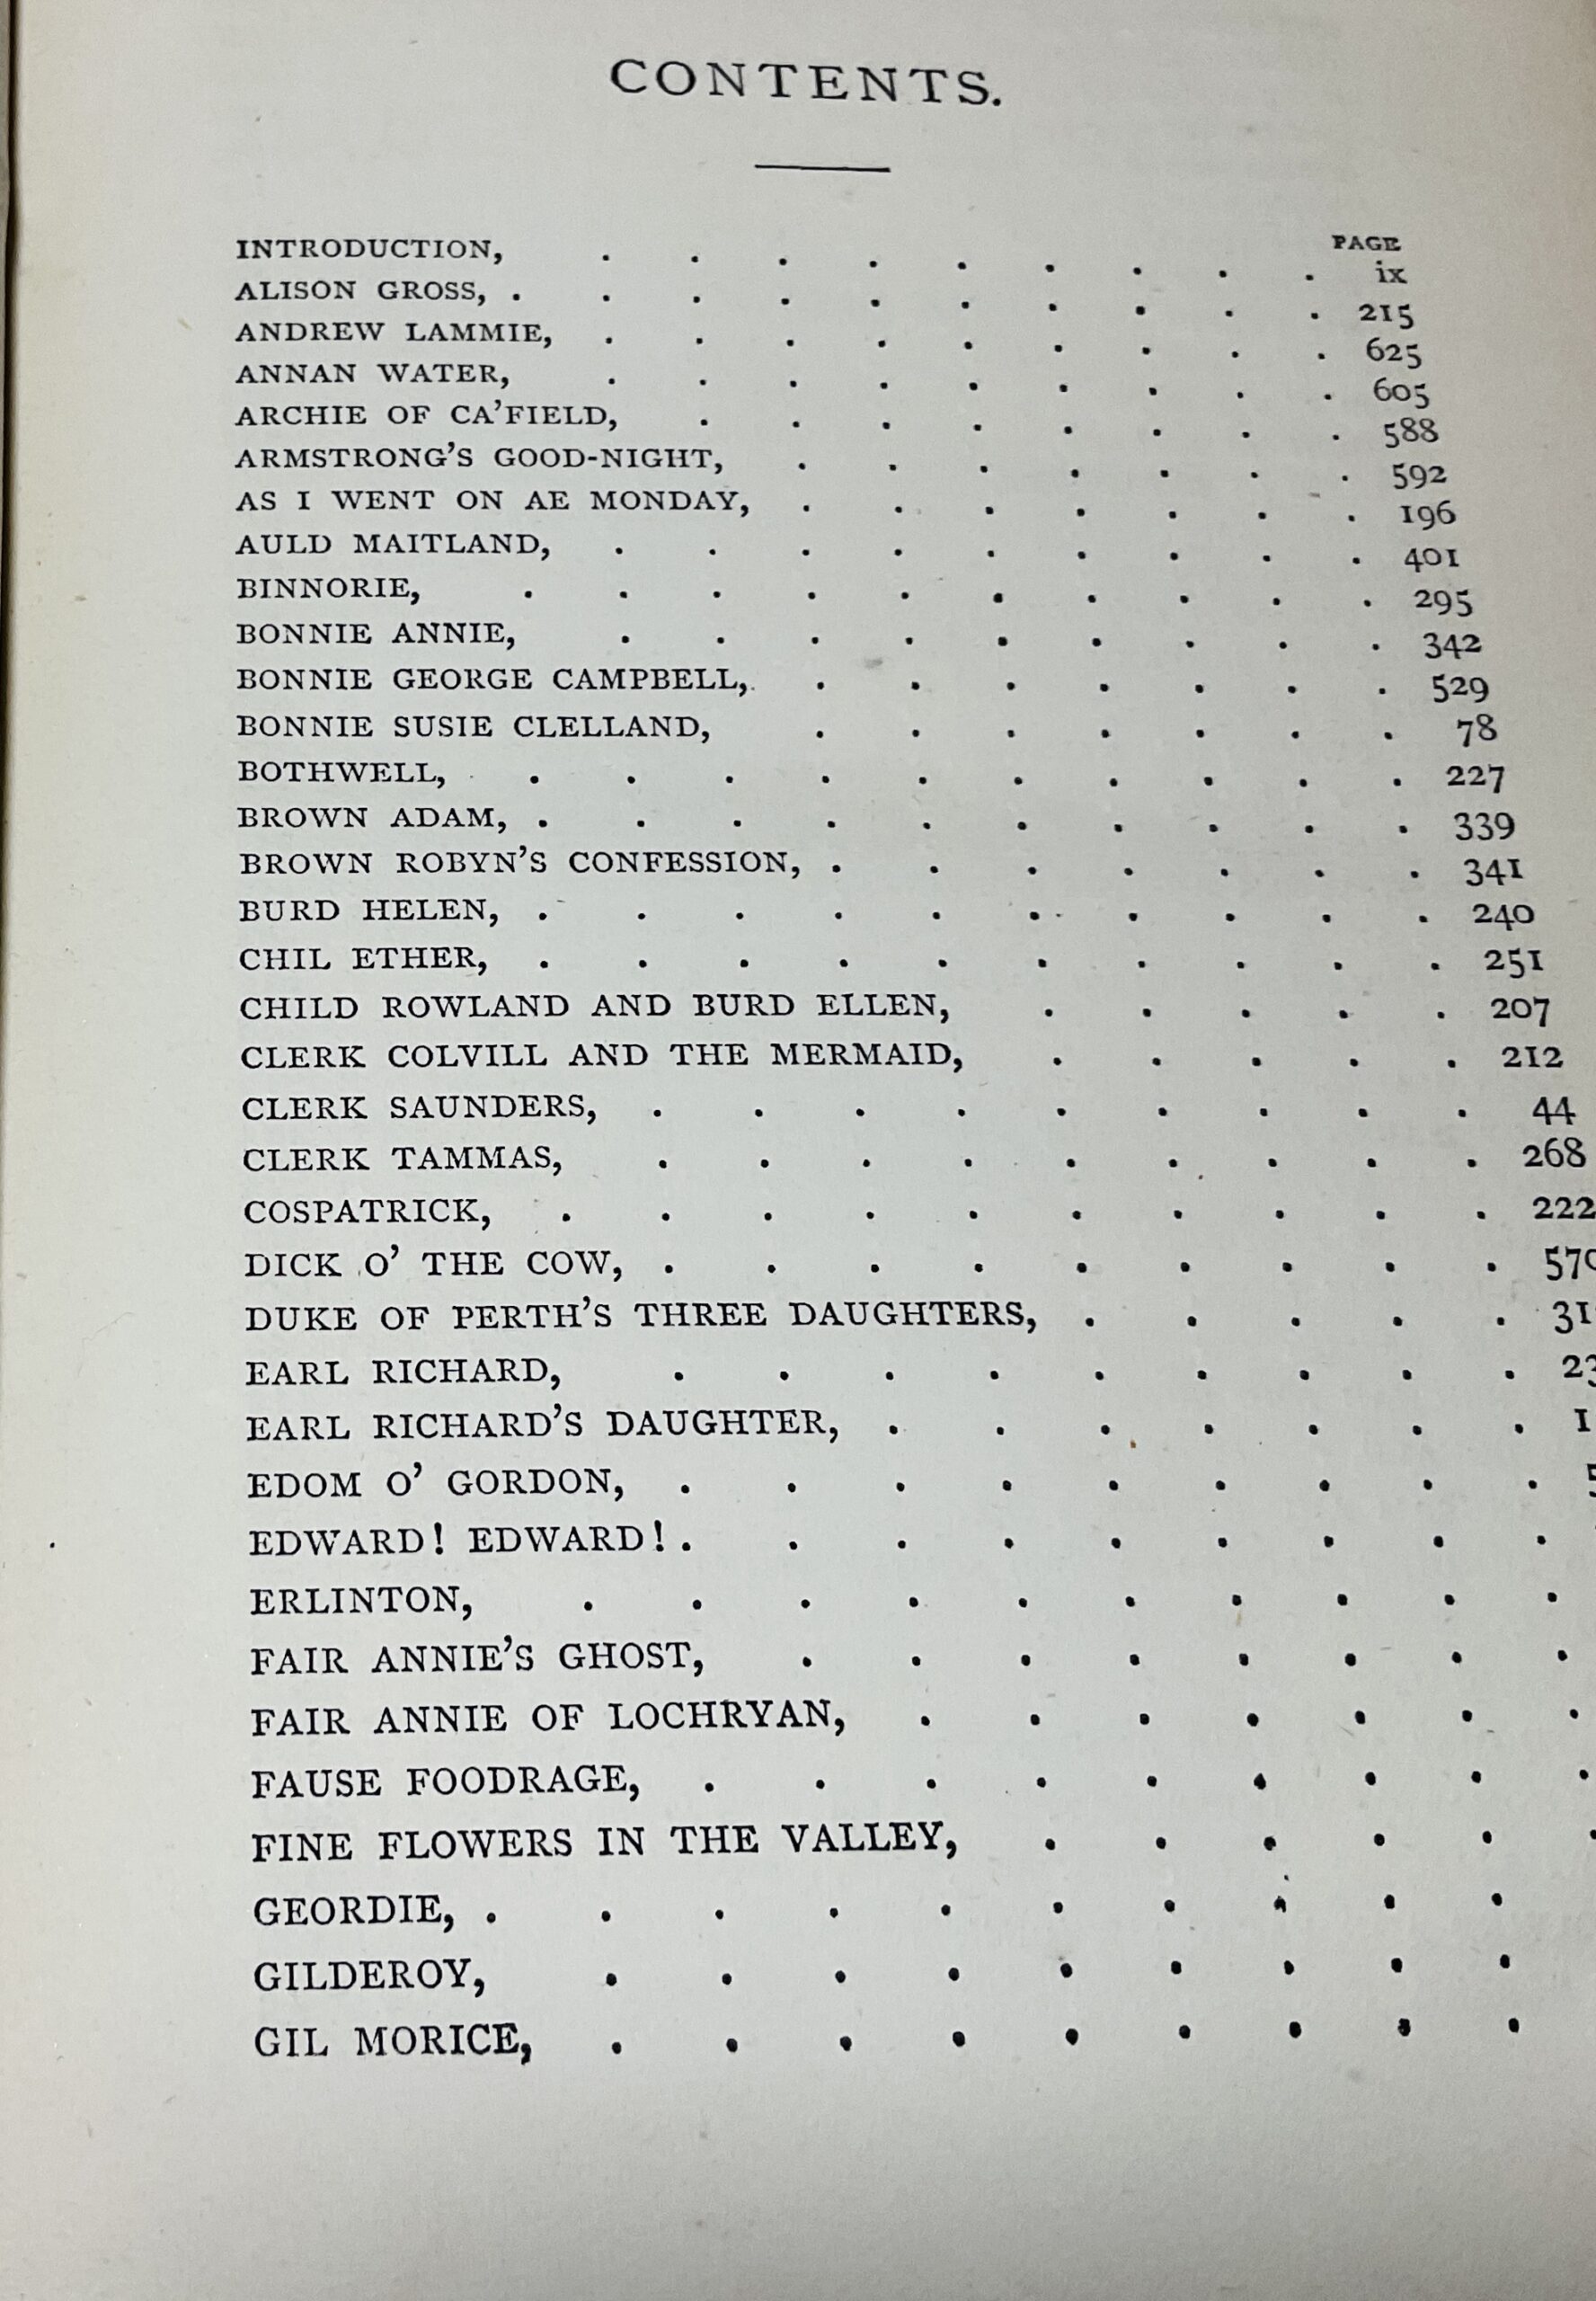 CONTENTS.
PAGE
INTRODUCTION, . . . . . . . . . ix
ALISON GROSS, . . . . . . . . . . 215
ANDREW LAMMIE, . . . . . . . . . 625
ANNAN WATER, . . . . . . . . . 605
ARCHIE OF CA'FIELD, . . . . . . . . 588
ARMSTRONG'S GOOD-NIGHT, . . . . . . . 592
AS I WENT ON AE MONDAY, . . . . . . . 196
AULD MAITLAND, . . . . . . . . . 401
BINNORIE, . . . . . . . . . . 295
BONNIE ANNIE, . . . . . . . . . 342
BONNIE GEORGE CAMPBELL, . . . . . . . 529
BONNIE SUSIE CLELLAND, . . . . . . . 78
BOTHWELL, . . . . . . . . . . 227
BROWN ADAM, . . . . . . . . . . 339
BROWN ROBYN'S CONFESSION, . . . . . . . 341
BURD HELEN, . . . . . . . . . . 240
CHIL ETHER, . . . . . . . . . . 251
CHILD ROWLAND AND BURD ELLEN, . . . . . 207
CLERK COLVILL AND THE MERMAID, . . . . . 212
CLERK SAUNDERS, . . . . . . . . . 44
CLERK TAMMAS, . . . . . . . . . 268
COSPATRICK, . . . . . . . . . . 222
DICK O' THE COW, . . . . . . . . .
DUKE OF PERTH'S THREE DAUGHTERS, . . . . .
EARL RICHARD, . . . . . . . . .
EARL RICHARD'S DAUGHTER, . . . . . . .
EDOM O' GORDON, . . . . . . . . .
EDWARD! EDWARD! . . . . . . . . .
ERLINTON, . . . . . . . . . .
FAIR ANNIE'S GHOST, . . . . . . . .
FAIR ANNIE OF LOCHRYAN, . . . . . . .
FAUSE FOODRAGE, . . . . . . . . .
FINE FLOWERS IN THE VALLEY, . . . . . .
GEORDIE, . . . . . . . . . .
GILDEROY, . . . . . . . . .
GIL MORICE, . . . . . . . . .